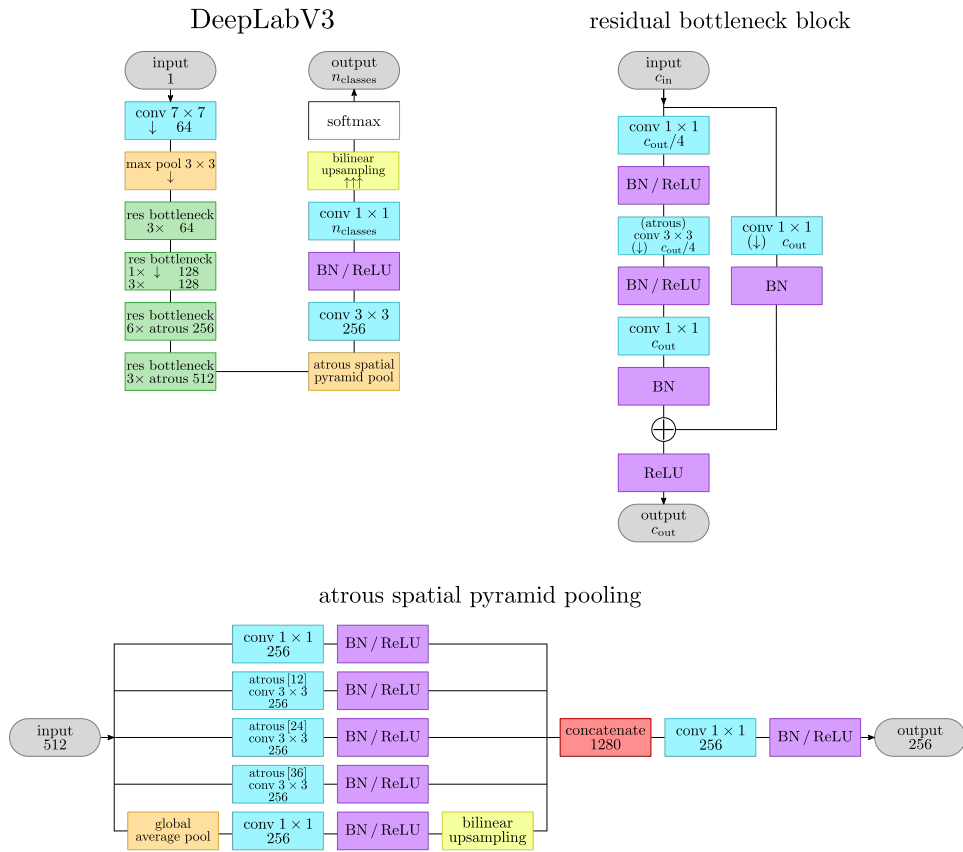 DeepLabV3
input
1
conv 7 × 7
↓ 64
max pool 3 × 3
↓
res bottleneck
3× 64
res bottleneck
1× ↓ 128
3× 128
res bottleneck
6× atrous 256
res bottleneck
3× atrous 512
output
n_classes
softmax
bilinear
upsampling
↑↑↑
conv 1 × 1
n_classes
BN / ReLU
conv 3 × 3
256
atrous spatial
pyramid pool
residual bottleneck block
input
c_in
conv 1 × 1
c_out/4
BN / ReLU
(atrous)
conv 3 × 3
(↓) c_out/4
BN / ReLU
conv 1 × 1
c_out
BN
conv 1 × 1
(↓) c_out
BN
ReLU
output
c_out
atrous spatial pyramid pooling
input
512
conv 1 × 1
256
BN / ReLU
atrous [12]
conv 3 × 3
256
BN / ReLU
atrous [24]
conv 3 × 3
256
BN / ReLU
atrous [36]
conv 3 × 3
256
BN / ReLU
global
average pool
conv 1 × 1
256
BN / ReLU
bilinear
upsampling
concatenate
1280
conv 1 × 1
256
BN / ReLU
output
256